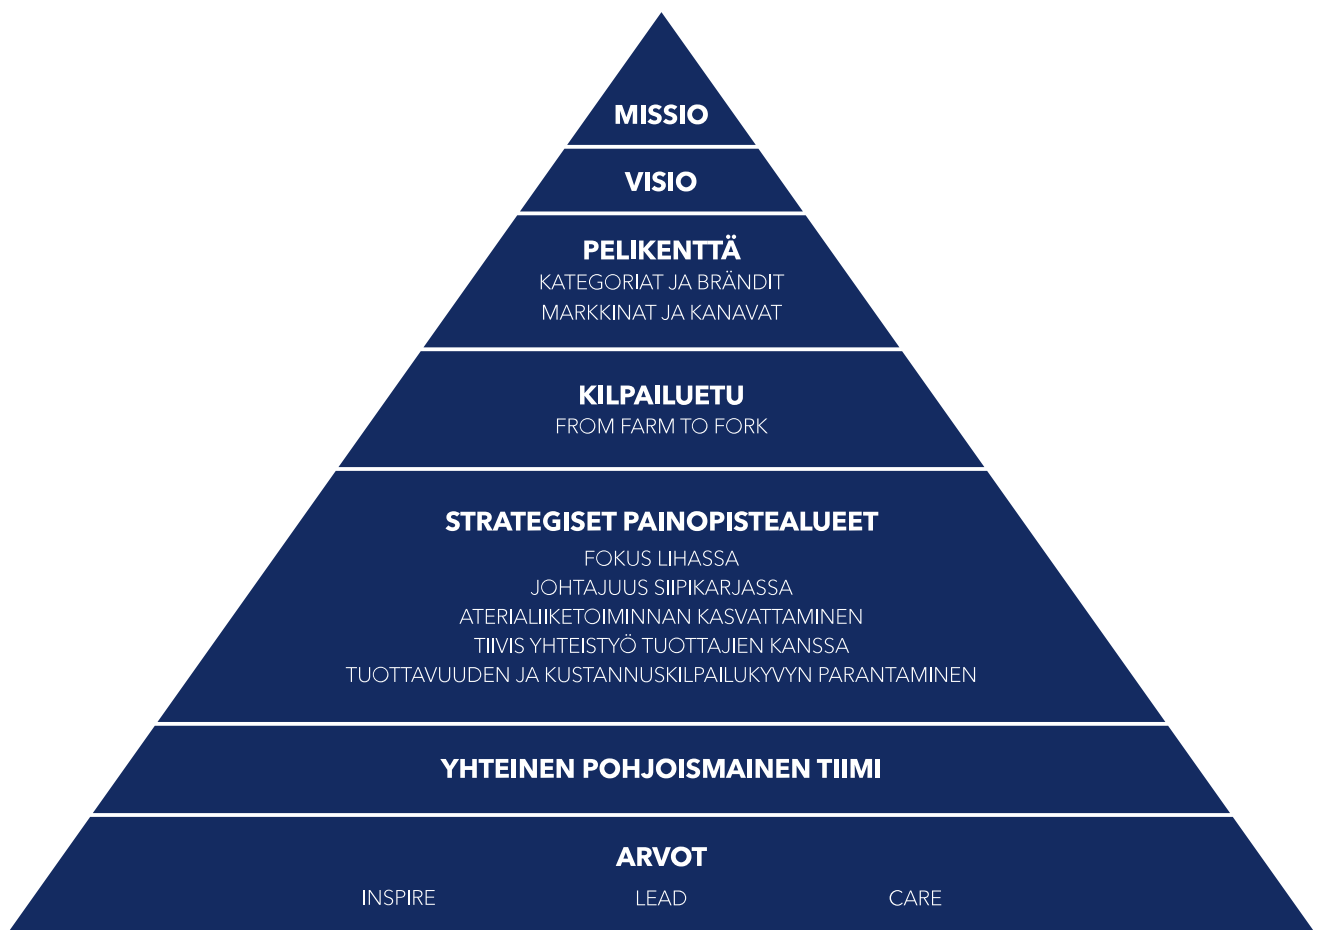 MISSIO
VISIO
PELIKENTTÄ
KATEGORIAT JA BRÄNDIT
MARKKINAT JA KANAVAT
KILPAILUETU
FROM FARM TO FORK
STRATEGISET PAINOPISTEALUEET
FOKUS LIHASSA
JOHTAJUUS SIIPIKARJASSA
ATERIALIIKETOIMINNAN KASVATTAMINEN
TIIVIS YHTEISTYÖ TUOTTAJIEN KANSSA
TUOTTAVUUDEN JA KUSTANNUSKILPAILUKYVYN PARANTAMINEN
YHTEINEN POHJOISMAINEN TIIMI
ARVOT
INSPIRE LEAD CARE